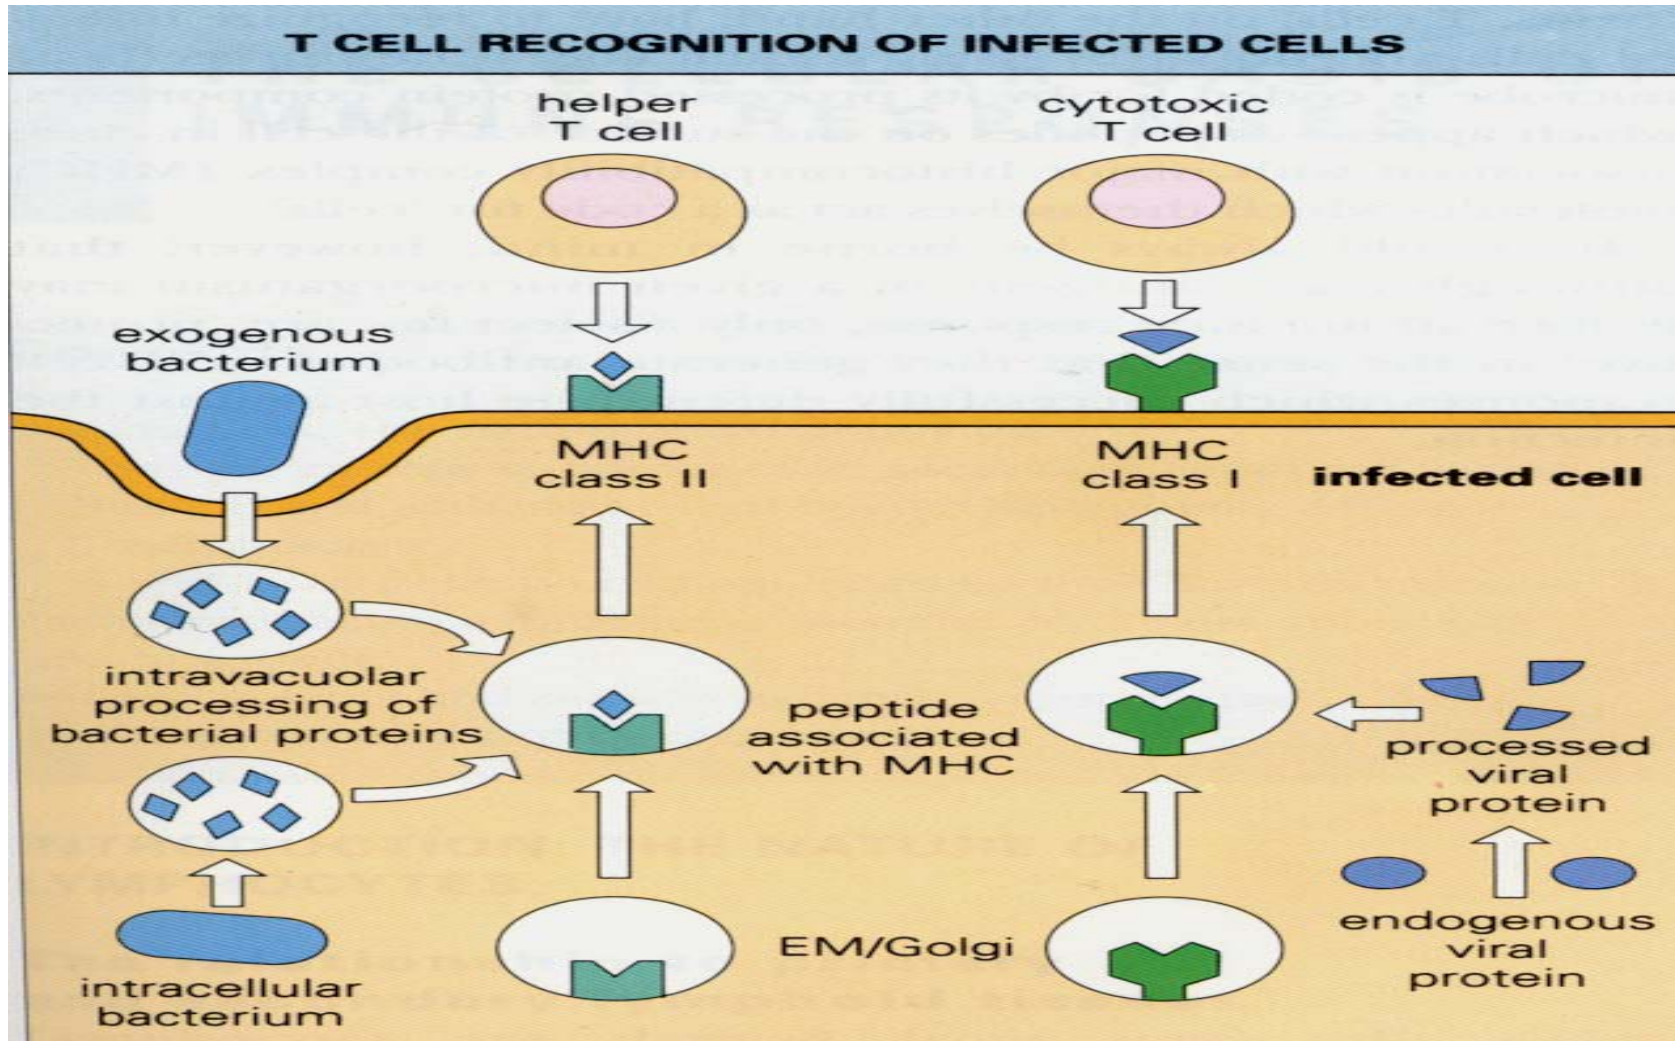 T CELL RECOGNITION OF INFECTED CELLS
helper
T cell
cytotoxic
T cell
exogenous
bacterium
MHC
class II
MHC
class I
infected cell
intravacuolar
processing of
bacterial proteins
peptide
associated
with MHC
processed
viral
protein
EM/Golgi
endogenous
viral
protein
intracellular
bacterium